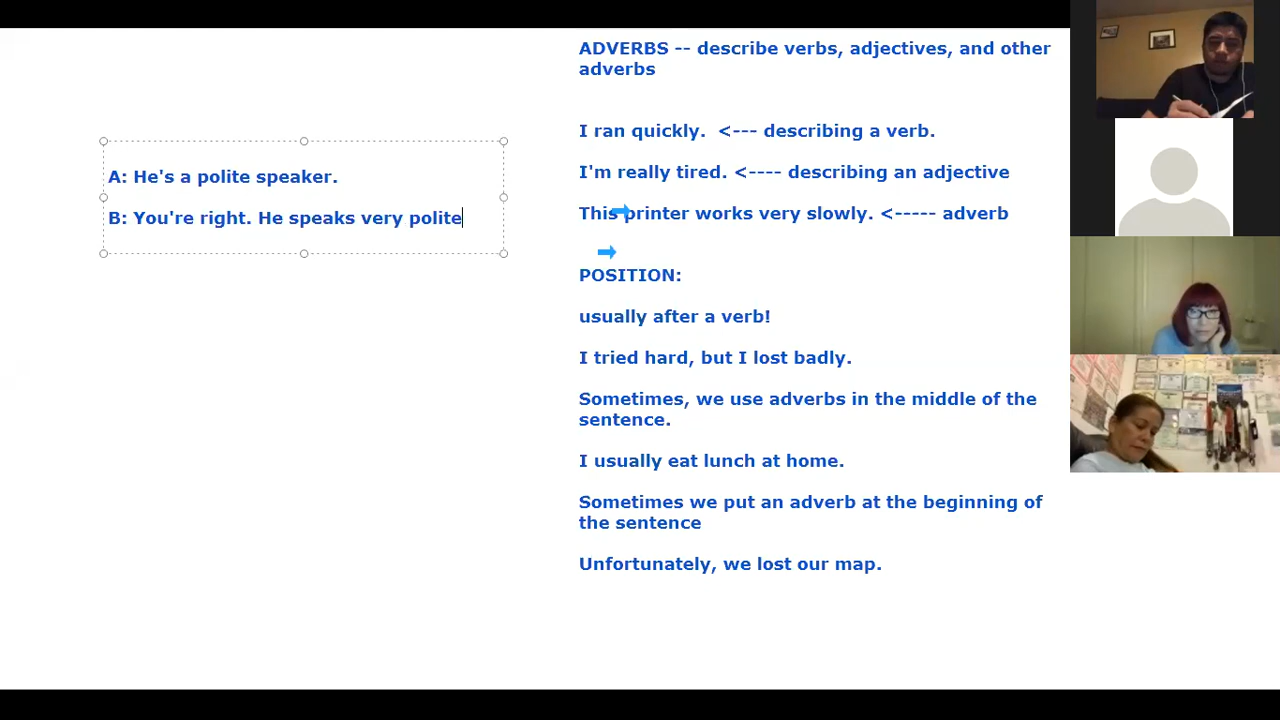 A: He's a polite speaker.
B: You're right. He speaks very polite
ADVERBS -- describe verbs, adjectives, and other
adverbs
I ran quickly.  <--- describing a verb.
I'm really tired. <---- describing an adjective
This printer works very slowly. <----- adverb
POSITION:
usually after a verb!
I tried hard, but I lost badly.
Sometimes, we use adverbs in the middle of the
sentence.
I usually eat lunch at home.
Sometimes we put an adverb at the beginning of
the sentence
Unfortunately, we lost our map.